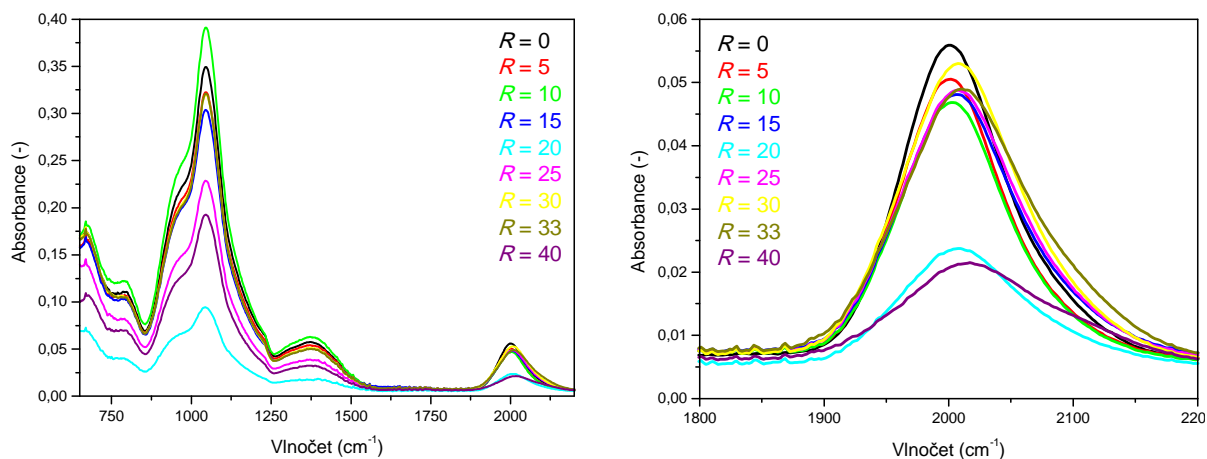 0,40
0,35
0,30
0,25
0,20
0,15
0,10
0,05
0,00
Absorbance (-)
R = 0
R = 5
R = 10
R = 15
R = 20
R = 25
R = 30
R = 33
R = 40
750 1000 1250 1500 1750 2000
Vlnočet (cm-1)
0,06
0,05
0,04
0,03
0,02
0,01
0,00
Absorbance (-)
R = 0
R = 5
R = 10
R = 15
R = 20
R = 25
R = 30
R = 33
R = 40
1800 1900 2000 2100 220
Vlnočet (cm-1)